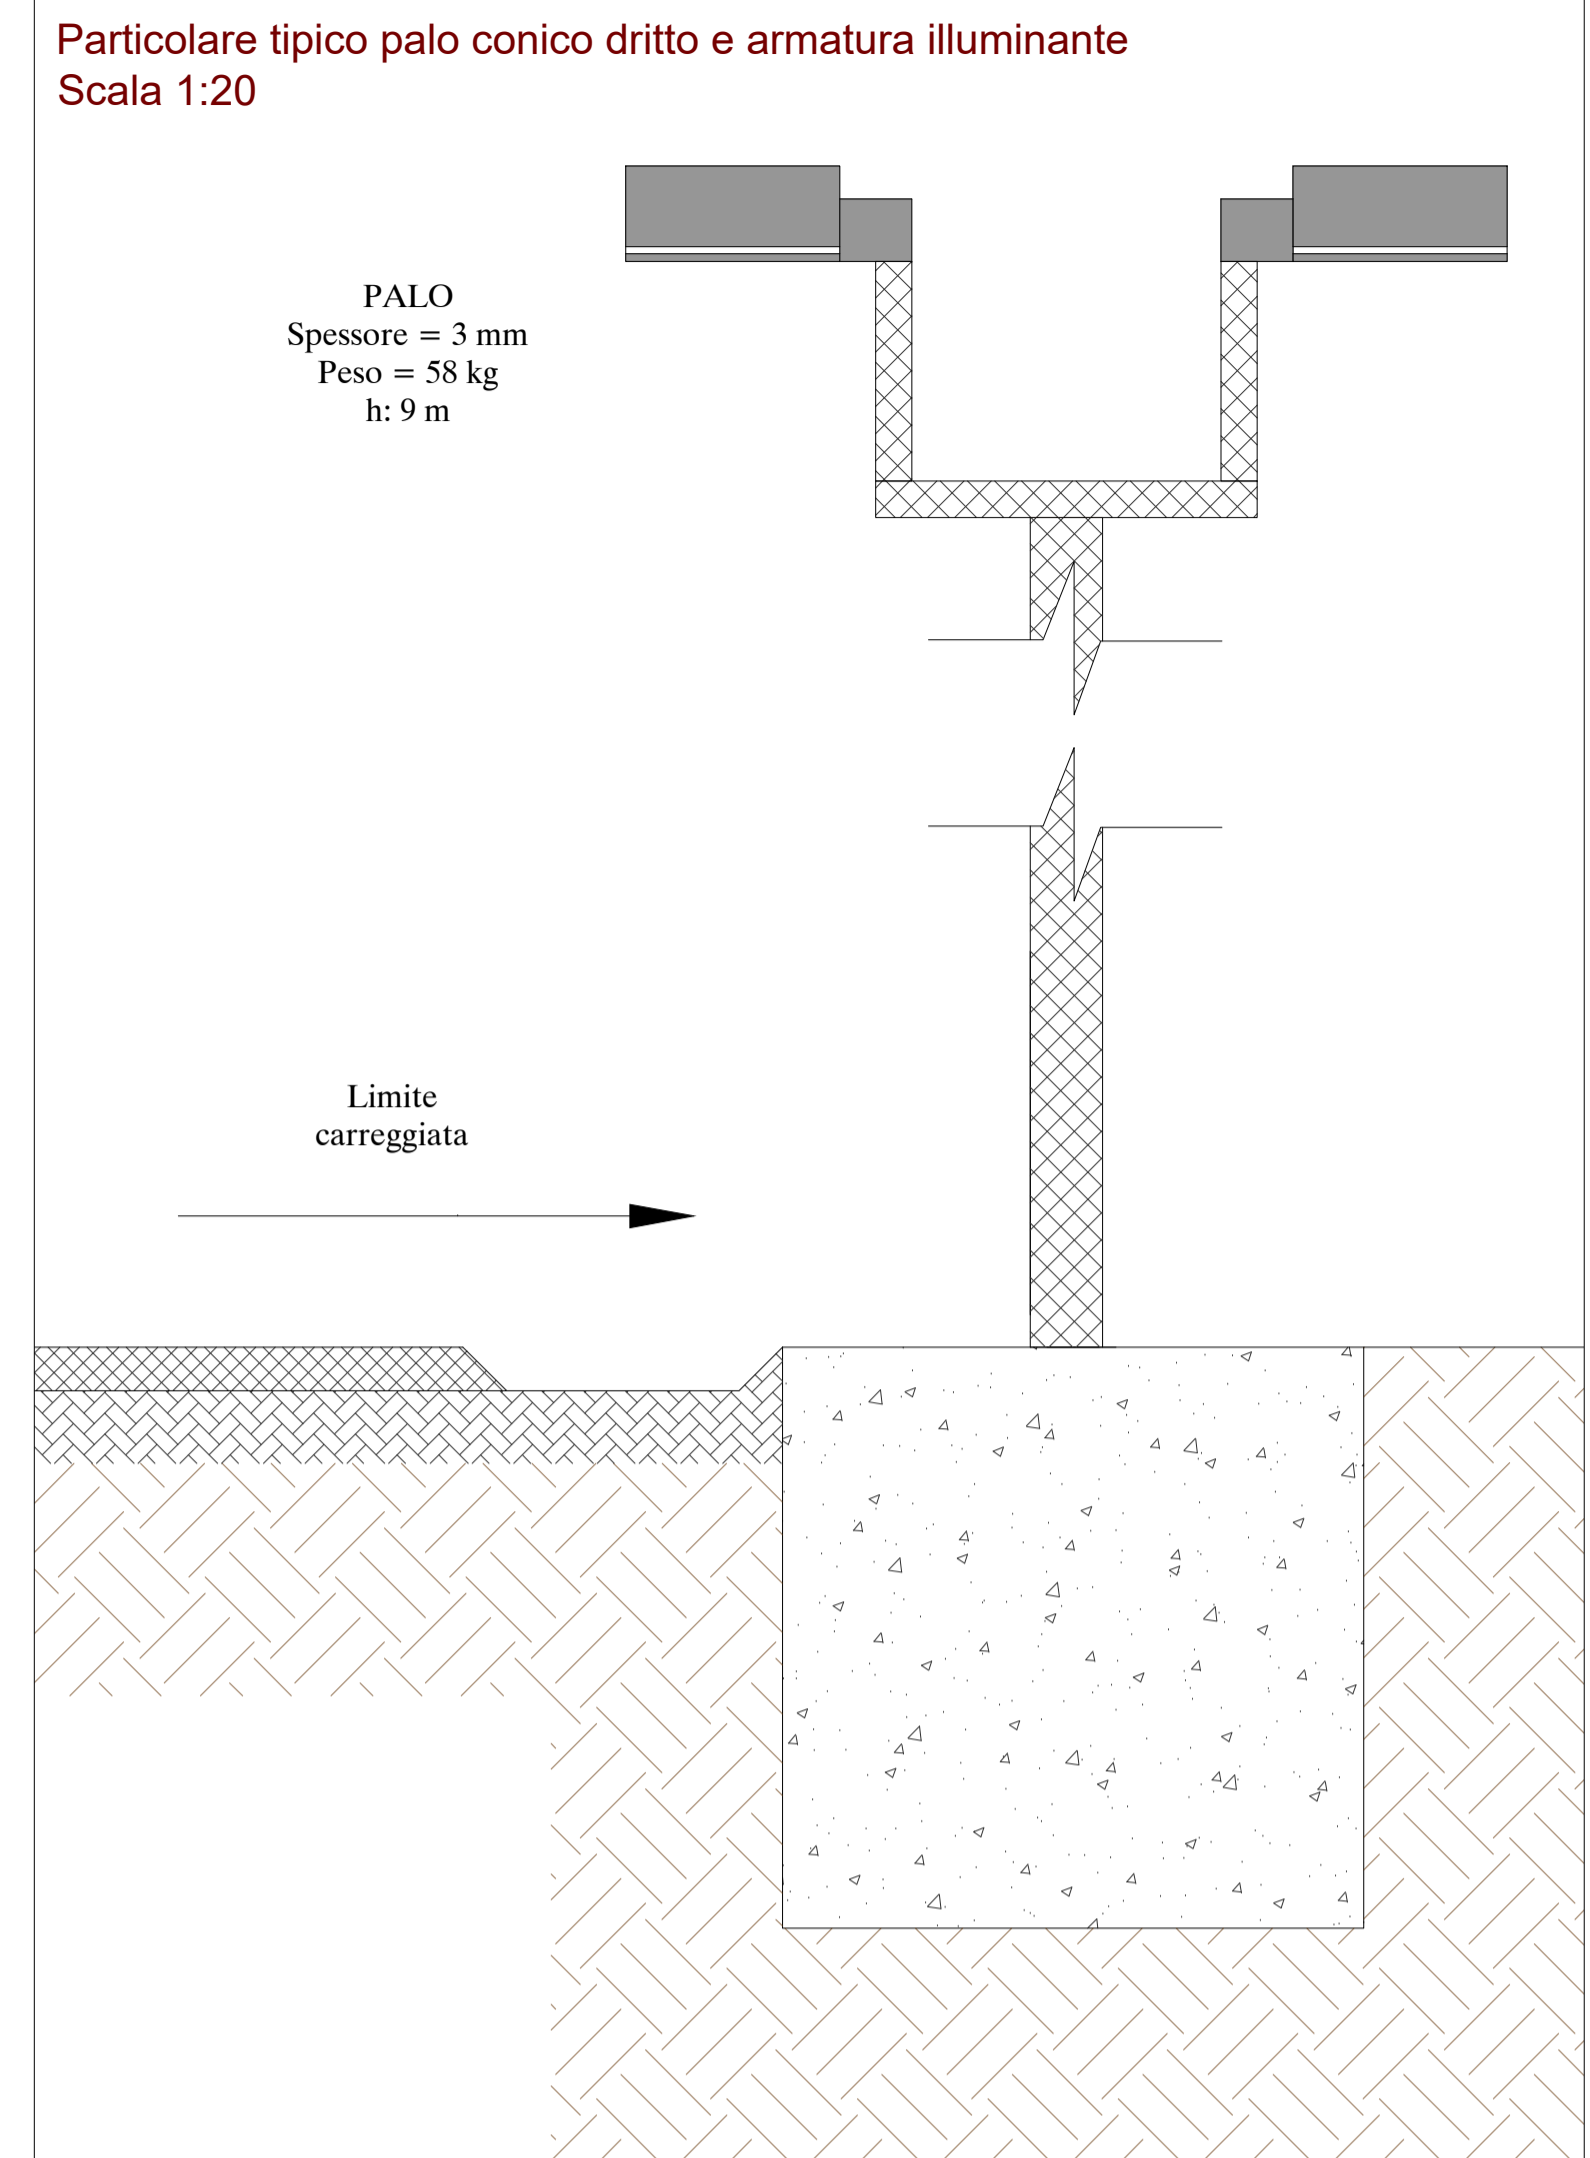 Particolare tipico palo conico dritto e armatura illuminante
Scala 1:20
PALO
Spessore = 3 mm
Peso = 58 kg
h: 9 m
Limite
carreggiata